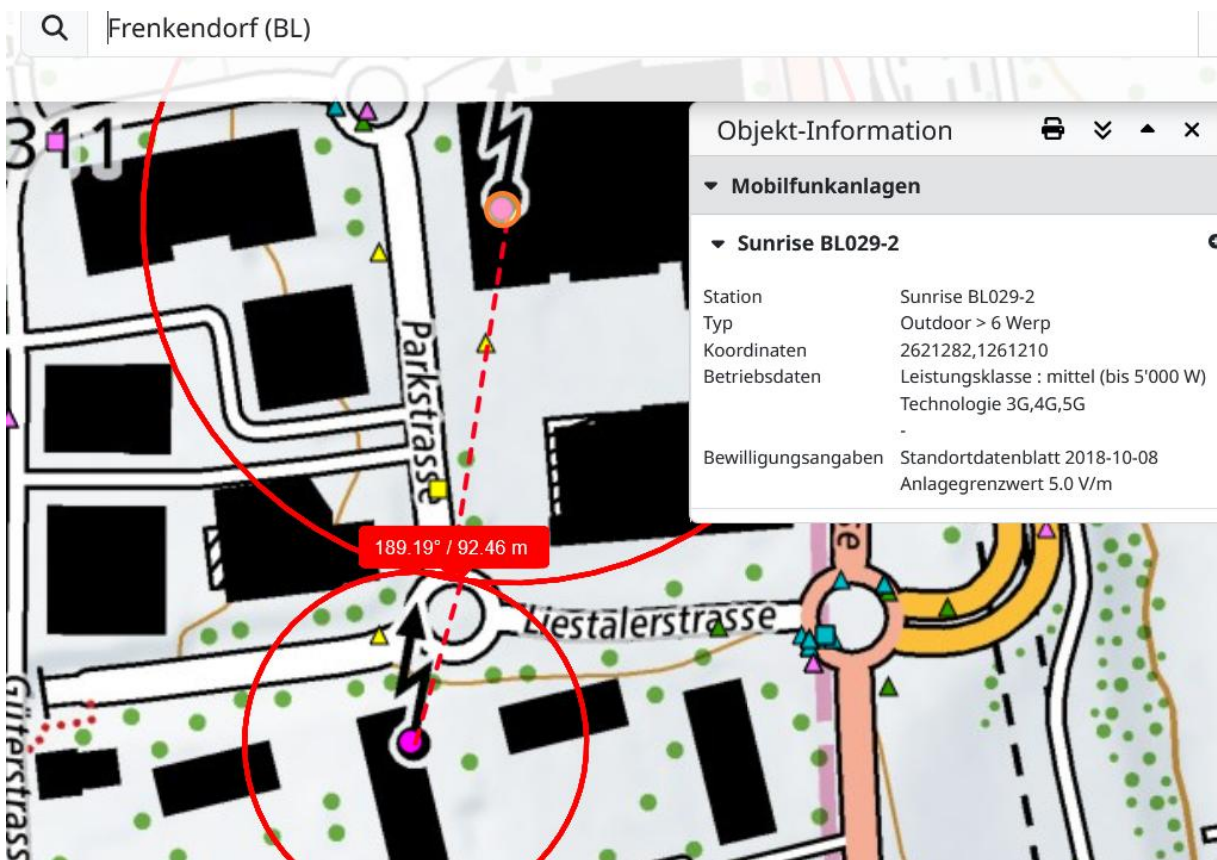 Frenkendorf (BL)
311
Objekt-Information
Mobilfunkanlagen
Sunrise BL029-2
Station Sunrise BL029-2
Typ Outdoor > 6 Werp
Koordinaten 2621282,1261210
Betriebsdaten Leistungsklasse : mittel (bis 5'000 W)
Technologie 3G,4G,5G
-
Bewilligungsangaben Standortdatenblatt 2018-10-08
Anlagegrenzwert 5.0 V/m
Parkstrasse
189.19° / 92.46 m
Liestalerstrasse
Güterstrass